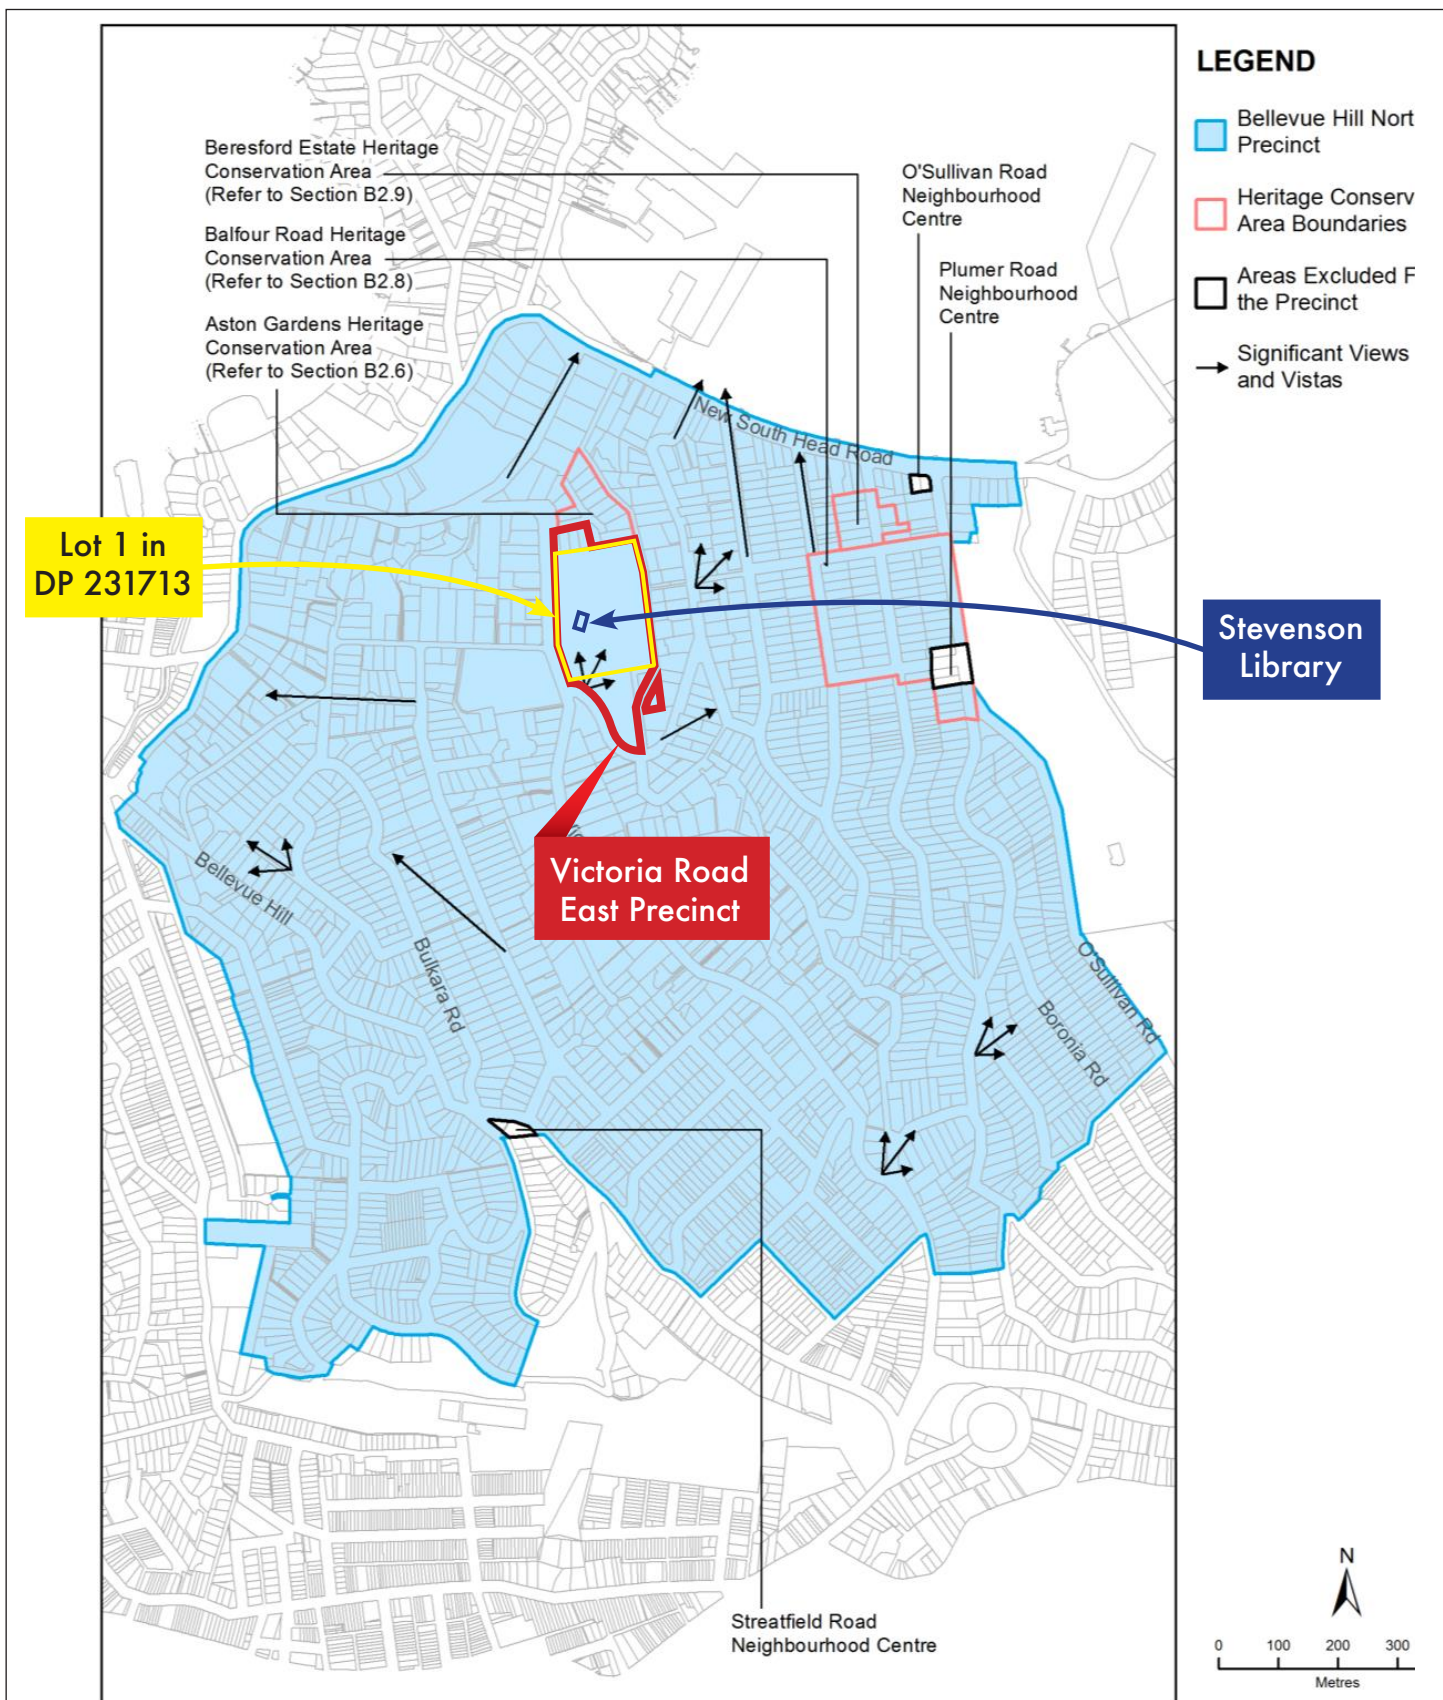 LEGEND
Bellevue Hill Nort
Precinct
Heritage Conserv
Area Boundaries
Areas Excluded F
the Precinct
Significant Views
and Vistas
Beresford Estate Heritage
Conservation Area
(Refer to Section B2.9)
Balfour Road Heritage
Conservation Area
(Refer to Section B2.8)
Aston Gardens Heritage
Conservation Area
(Refer to Section B2.6)
O'Sullivan Road
Neighbourhood
Centre
Plumer Road
Neighbourhood
Centre
New South Head Road
Lot 1 in
DP 231713
Stevenson
Library
Victoria Road
East Precinct
Bellevue Hill
Bulkara Rd
O'Sullivan Rd
Boronia Rd
Streatfield Road
Neighbourhood Centre
N
0 100 200 300
Metres